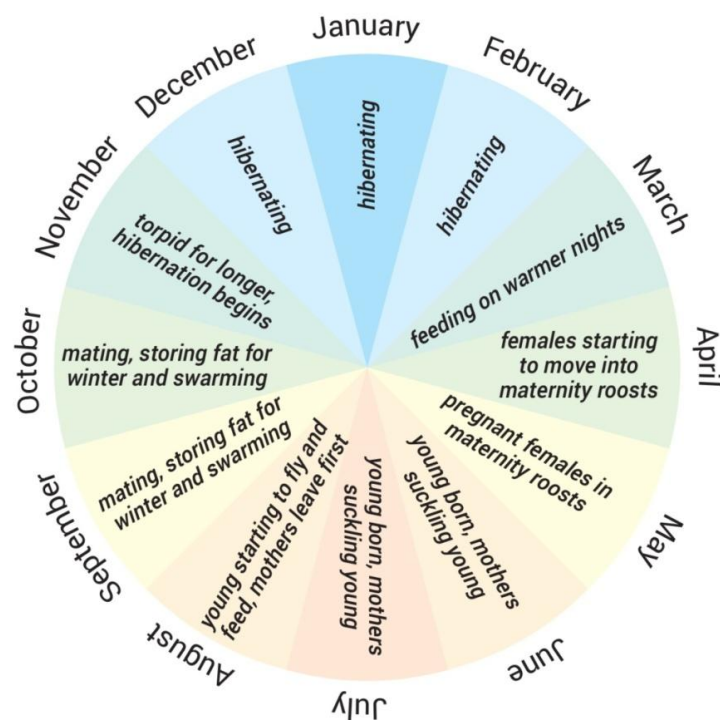 January
hibernating
February
hibernating
March
feeding on warmer nights
April
females starting
to move into
maternity roosts
May
pregnant females in
maternity roosts
June
young born, mothers
suckling young
July
young born, mothers
suckling young
August
young starting to fly and
feed, mothers leave first
September
mating, storing fat for
winter and swarming
October
mating, storing fat for
winter and swarming
November
torpid for longer,
hibernation begins
December
hibernating